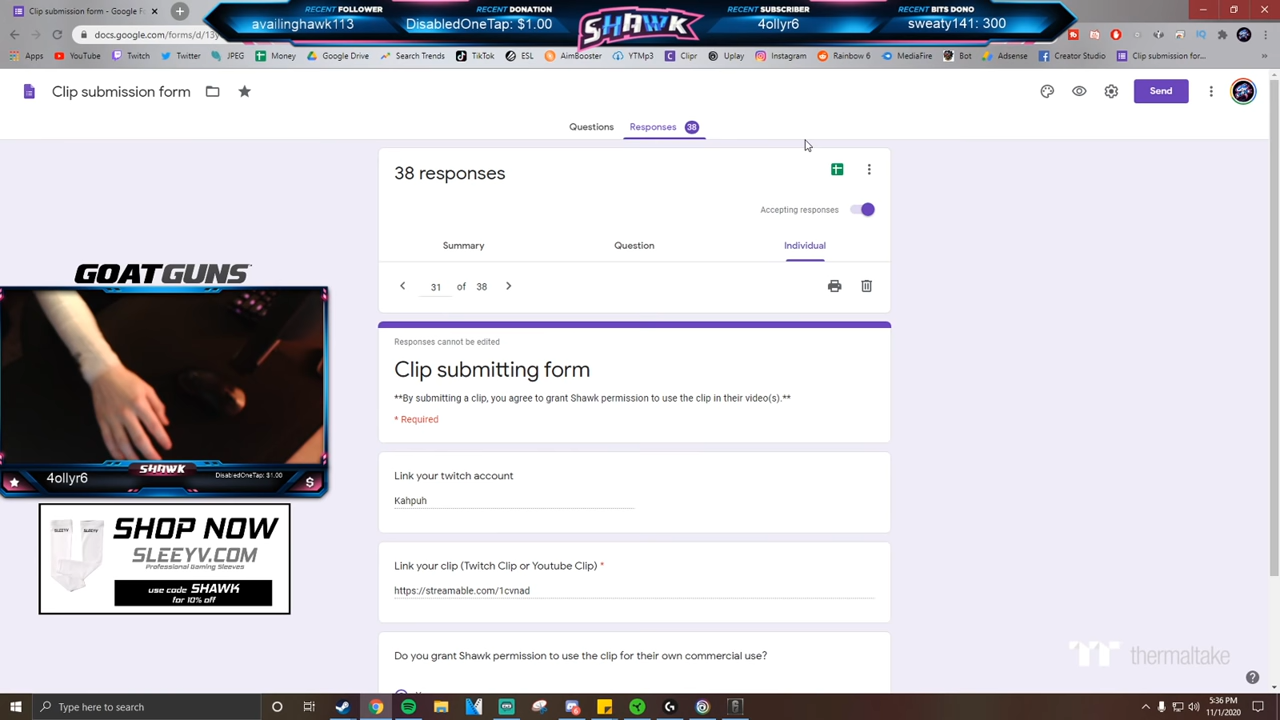 Clip submission form - Google F
RECENT FOLLOWER
availinghawk113
RECENT DONATION
DisabledOneTap: $1.00
SHAWK
RECENT SUBSCRIBER
4ollyr6
RECENT BITS DONO
sweaty141: 300
docs.google.com/forms/d/13y
Apps
YouTube
Twitch
Twitter
JPEG
Money
Google Drive
Search Trends
TikTok
ESL
AimBooster
YTMp3
Clipr
Uplay
Instagram
Rainbow 6
MediaFire
Bot
Adsense
Creator Studio
Clip submission for...
Clip submission form
Send
Questions
Responses 38
38 responses
Accepting responses
Summary
Question
Individual
31 of 38
Responses cannot be edited
Clip submitting form
**By submitting a clip, you agree to grant Shawk permission to use the clip in their video(s).**
* Required
Link your twitch account
Kahpuh
Link your clip (Twitch Clip or Youtube Clip) *
https://streamable.com/1cvnad
Do you grant Shawk permission to use the clip for their own commercial use?
GOATGUNS
4ollyr6
SHAWK
DisabledOneTap: $1.00
SLEEYV
SLEEYV
SHOP NOW
SLEEYV.COM
Professional Gaming Sleeves
use code SHAWK
for 10% off
thermaltake
Type here to search
5:36 PM
11/1/2020